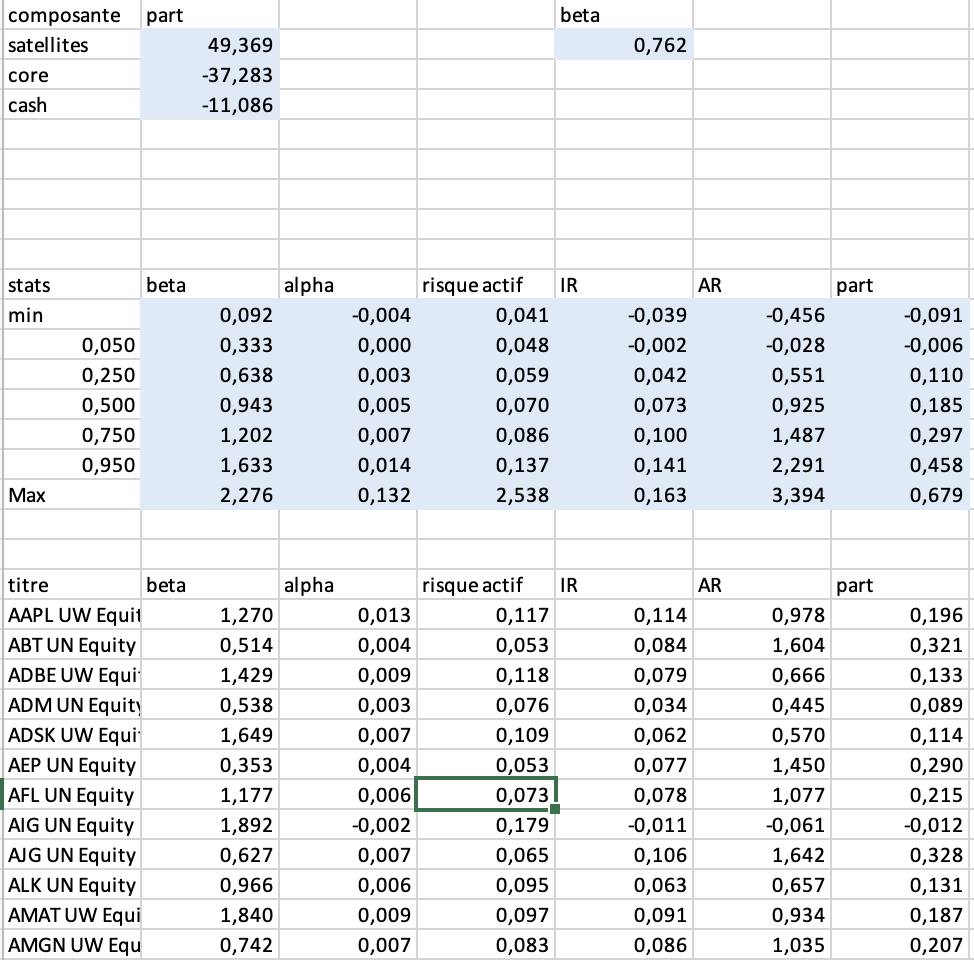 composante part beta
satellites 49,369 0,762
core -37,283
cash -11,086
stats beta alpha risque actif IR AR part
min 0,092 -0,004 0,041 -0,039 -0,456 -0,091
0,050 0,333 0,000 0,048 -0,002 -0,028 -0,006
0,250 0,638 0,003 0,059 0,042 0,551 0,110
0,500 0,943 0,005 0,070 0,073 0,925 0,185
0,750 1,202 0,007 0,086 0,100 1,487 0,297
0,950 1,633 0,014 0,137 0,141 2,291 0,458
Max 2,276 0,132 2,538 0,163 3,394 0,679
titre beta alpha risque actif IR AR part
AAPL UW Equit 1,270 0,013 0,117 0,114 0,978 0,196
ABT UN Equity 0,514 0,004 0,053 0,084 1,604 0,321
ADBE UW Equi 1,429 0,009 0,118 0,079 0,666 0,133
ADM UN Equity 0,538 0,003 0,076 0,034 0,445 0,089
ADSK UW Equi 1,649 0,007 0,109 0,062 0,570 0,114
AEP UN Equity 0,353 0,004 0,053 0,077 1,450 0,290
AFL UN Equity 1,177 0,006 0,073 0,078 1,077 0,215
AIG UN Equity 1,892 -0,002 0,179 -0,011 -0,061 -0,012
AJG UN Equity 0,627 0,007 0,065 0,106 1,642 0,328
ALK UN Equity 0,966 0,006 0,095 0,063 0,657 0,131
AMAT UW Equi 1,840 0,009 0,097 0,091 0,934 0,187
AMGN UW Equ 0,742 0,007 0,083 0,086 1,035 0,207